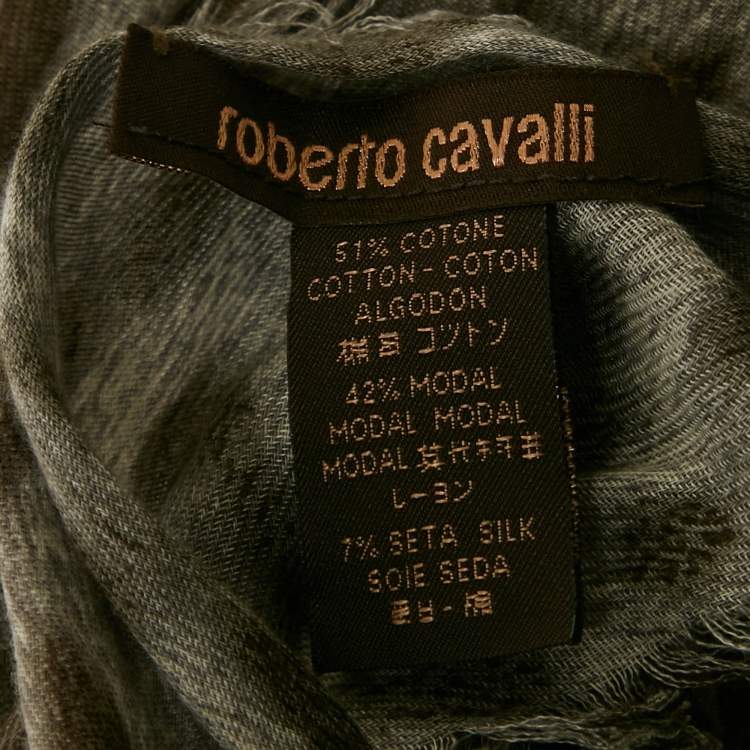 roberto cavalli
51% COTONE
COTTON - COTON
ALGODÓN
コットン
42% MODAL
MODAL MODAL
MODAL
レーヨン
7% SETA SILK
SOIE SEDA